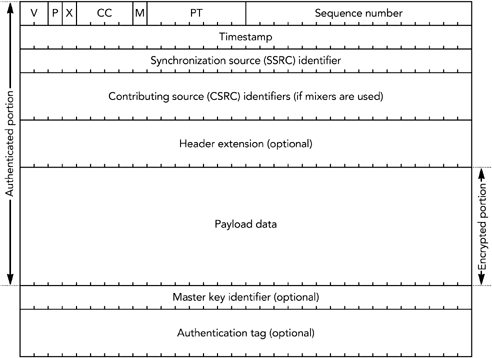 V P X CC M PT Sequence number
Timestamp
Synchronization source (SSRC) identifier
Contributing source (CSRC) identifiers (if mixers are used)
Header extension (optional)
Payload data
Master key identifier (optional)
Authentication tag (optional)
Authenticated portion
Encrypted portion